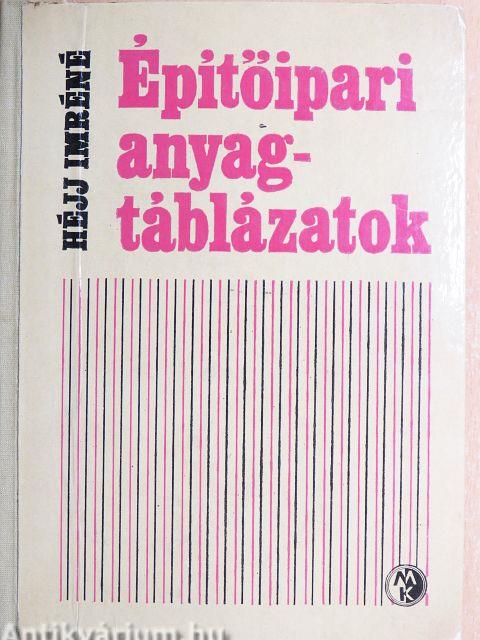 HÉJJ IMRÉNÉ
Építőipari
anyag-
táblázatok
MK
Antikvárium.hu